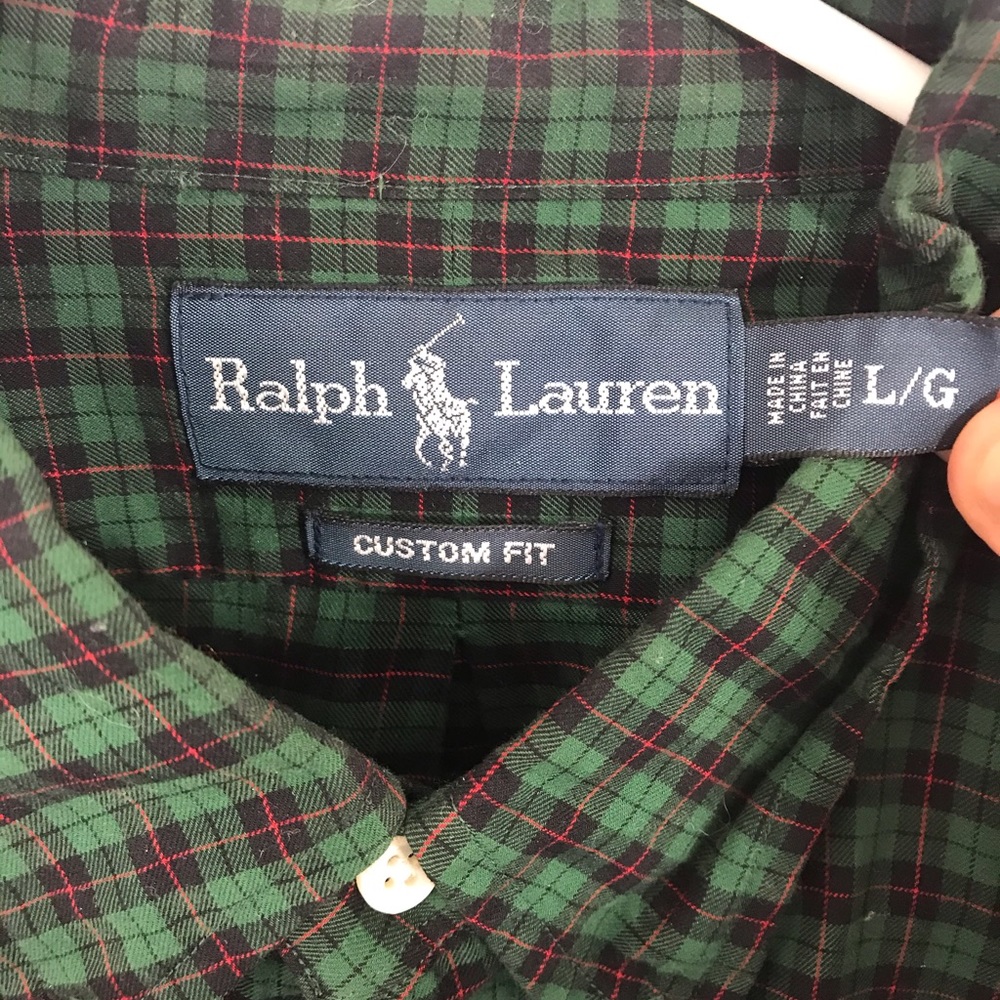 Ralph Lauren
MADE IN
CHINA
FAIT EN
CHINE
L/G
CUSTOM FIT